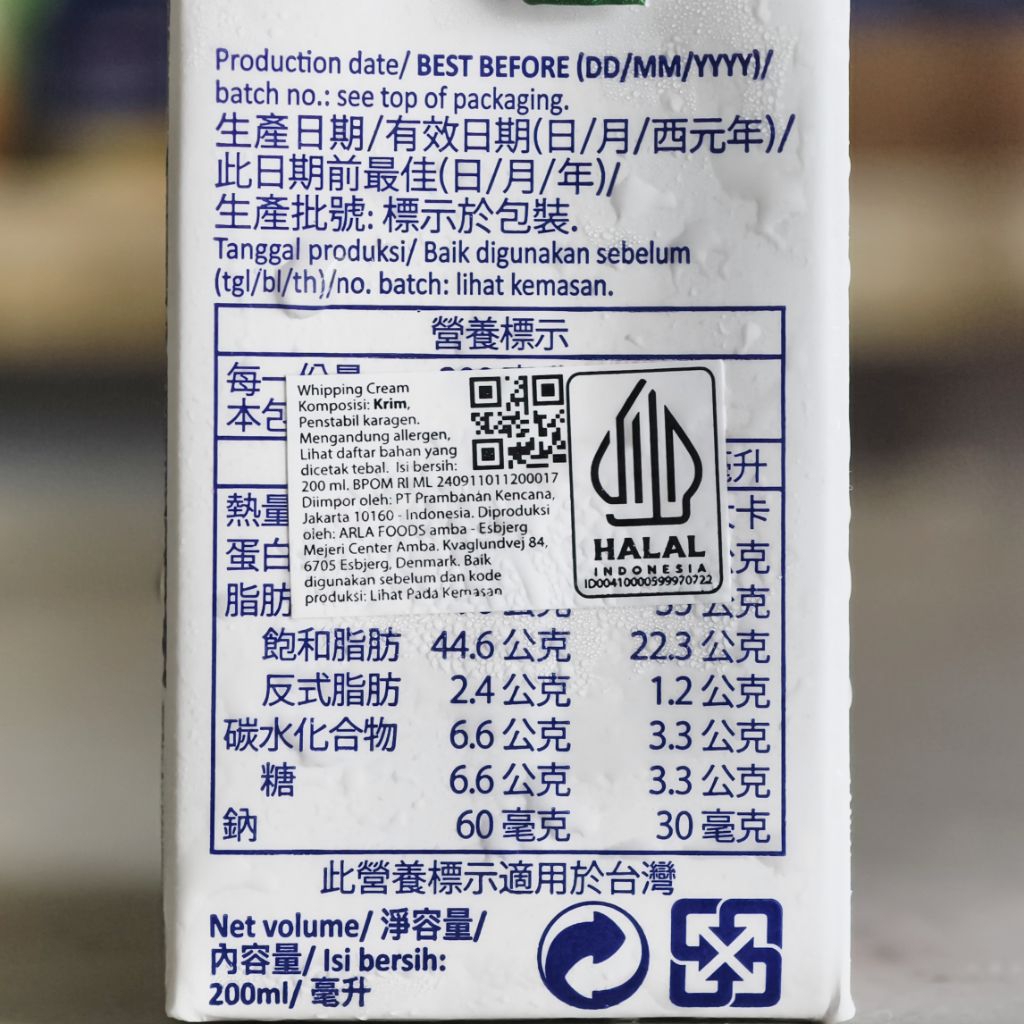 Production date/ BEST BEFORE (DD/MM/YYYY)/
batch no.: see top of packaging.
生產日期/有效日期(日/月/西元年)/
此日期前最佳(日/月/年)/
生產批號: 標示於包裝.
Tanggal produksi/ Baik digunakan sebelum
(tgl/bl/th)/no. batch: lihat kemasan.
營養標示
每一份量
本包
升
熱量 卡
蛋白 公克
脂肪 公克
飽和脂肪 44.6 公克 22.3 公克
反式脂肪 2.4 公克 1.2 公克
碳水化合物 6.6 公克 3.3 公克
糖 6.6 公克 3.3 公克
鈉 60 毫克 30 毫克
此營養標示適用於台灣
Net volume/ 淨容量/
內容量/ Isi bersih:
200ml/ 毫升
Whipping Cream
Komposisi: Krim,
Penstabil karagen.
Mengandung allergen,
Lihat daftar bahan yang
dicetak tebal. Isi bersih:
200 ml. BPOM RI ML 240911011200017
Diimpor oleh: PT Prambanan Kencana,
Jakarta 10160 - Indonesia. Diproduksi
oleh: ARLA FOODS amba - Esbjerg
Mejeri Center Amba. Kvaglundvej 84,
6705 Esbjerg, Denmark. Baik
digunakan sebelum dan kode
produksi: Lihat Pada Kemasan
HALAL
INDONESIA
ID00410000599970722